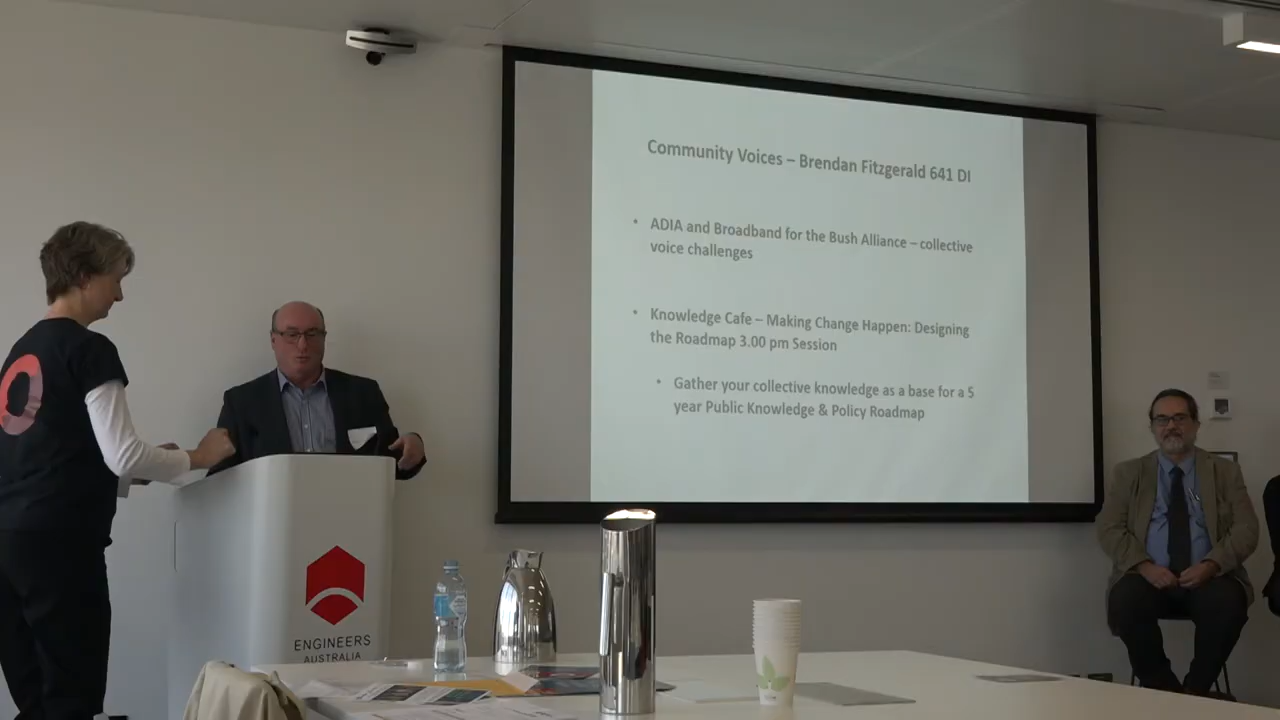 Community Voices – Brendan Fitzgerald 641 DI
• ADIA and Broadband for the Bush Alliance – collective
voice challenges
• Knowledge Cafe – Making Change Happen: Designing
the Roadmap 3.00 pm Session
• Gather your collective knowledge as a base for a 5
year Public Knowledge & Policy Roadmap
ENGINEERS
AUSTRALIA